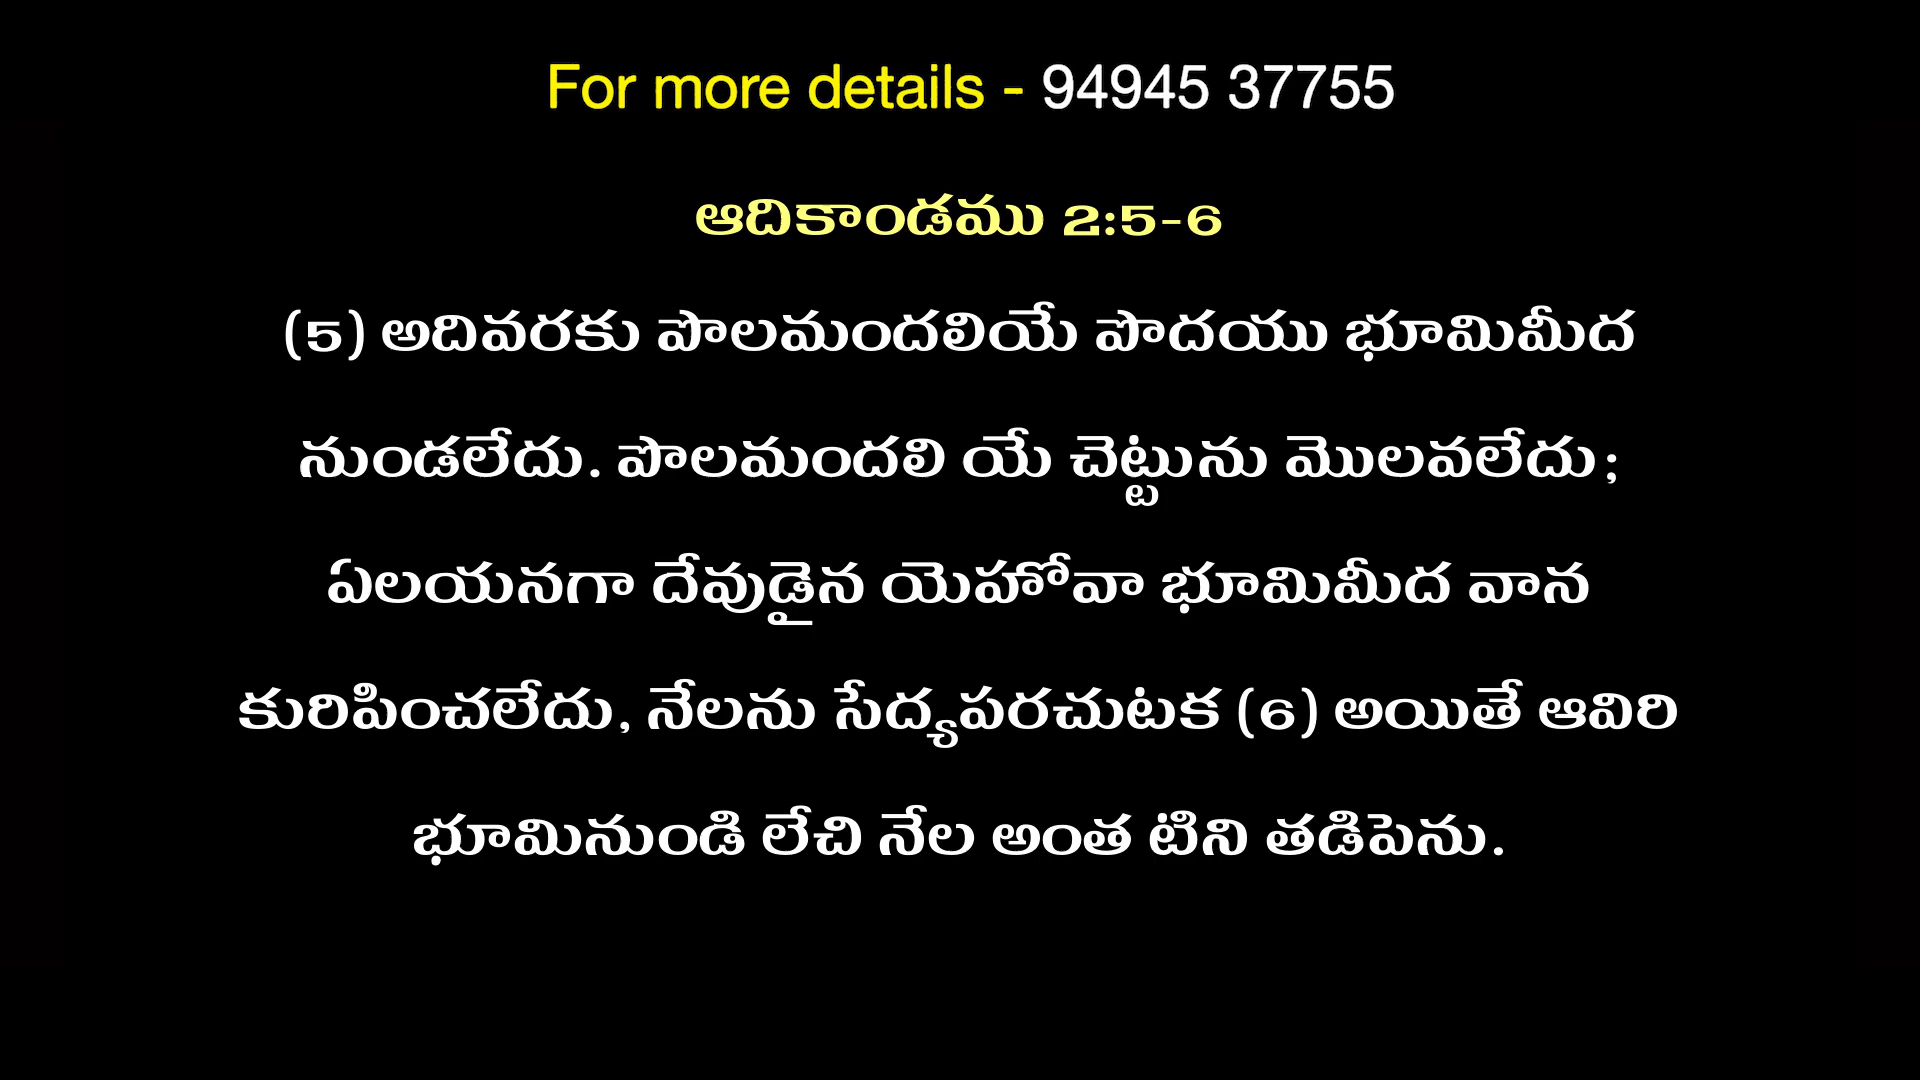 For more details - 94945 37755
ఆదికాండము 2:5-6
(5) అదివరకు పొలమందలియే పొదయు భూమిమీద
నుండలేదు. పొలమందలి యే చెట్టును మొలవలేదు;
ఏలయనగా దేవుడైన యెహోవా భూమిమీద వాన
కురిపించలేదు, నేలను సేద్యపరచుటక (6) అయితే ఆవిరి
భూమినుండి లేచి నేల అంత టిని తడిపెను.